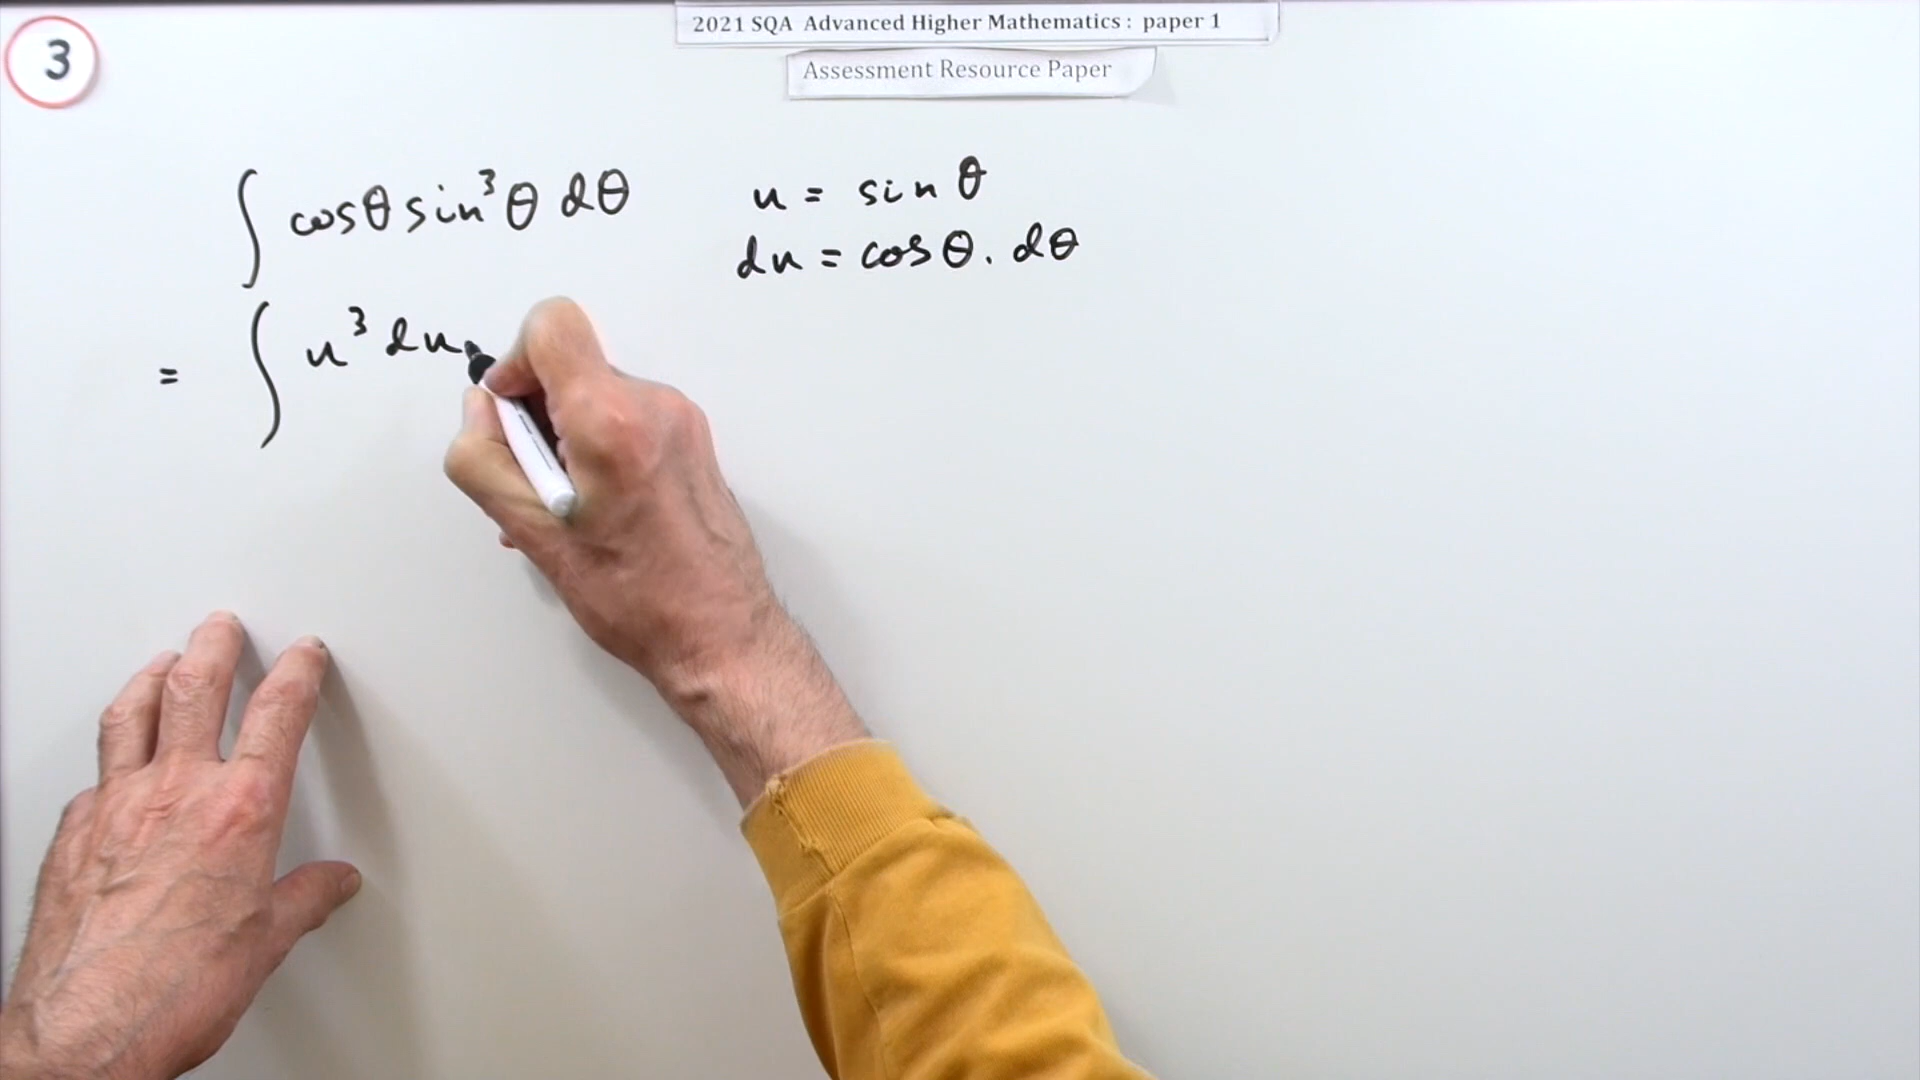 2021 SQA Advanced Higher Mathematics : paper 1
Assessment Resource Paper
3
∫ cosθ sin³θ dθ
u = sin θ
du = cos θ . dθ
= ∫ u³ du